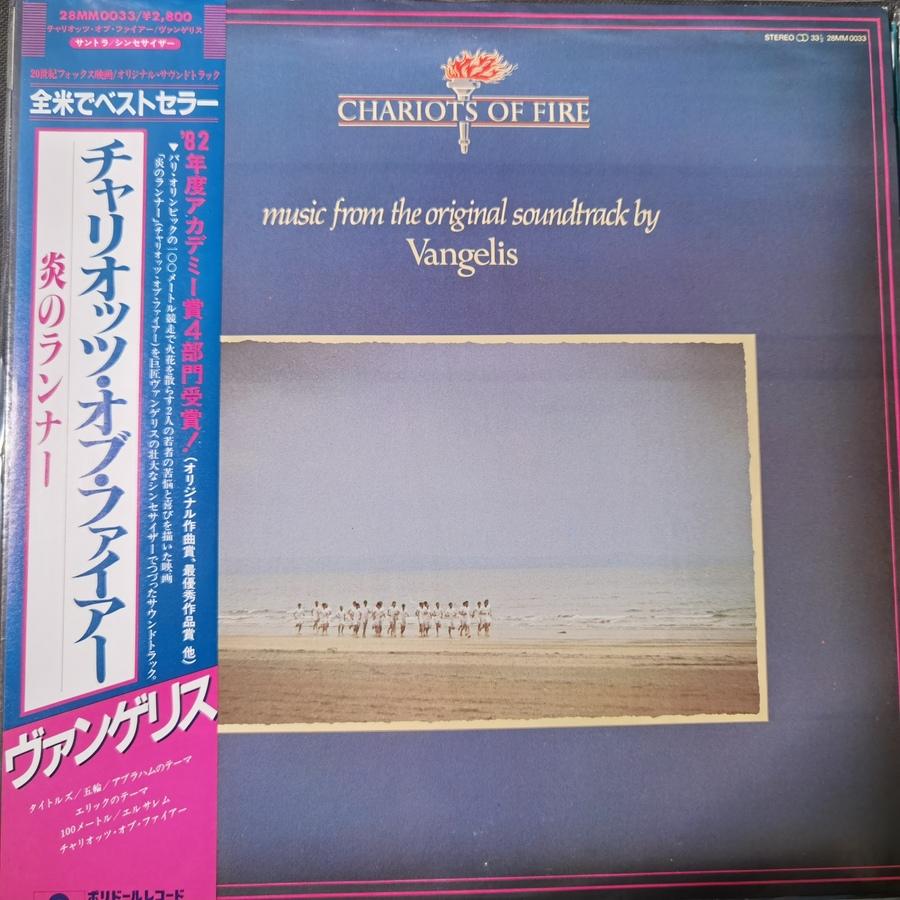 28MM0033/¥2,800
チャリオッツ・オブ・ファイアー/ヴァンゲリス
サントラ/シンセサイザー
20世紀フォックス映画/オリジナル・サウンドトラック
全米でベストセラー
'82年度アカデミー賞4部門受賞!(オリジナル作曲賞、最優秀作品賞 他)
▼パリ・オリンピックの一〇〇メートル競走で火花を散らす2人の若者の苦悩と喜びを描いた映画
「炎のランナー」(チャリオッツ・オブ・ファイアー)を巨匠ヴァンゲリスの壮大なシンセサイザーでつづったサウンドトラック。
チャリオッツ・オブ・ファイアー
炎のランナー
ヴァンゲリス
タイトルズ/五輪/アブラハムのテーマ
エリックのテーマ
100メートル/エルサレム
チャリオッツ・オブ・ファイアー
ポリドールレコード
STEREO 33⅓ 28MM0033
CHARIOTS OF FIRE
music from the original soundtrack by
Vangelis